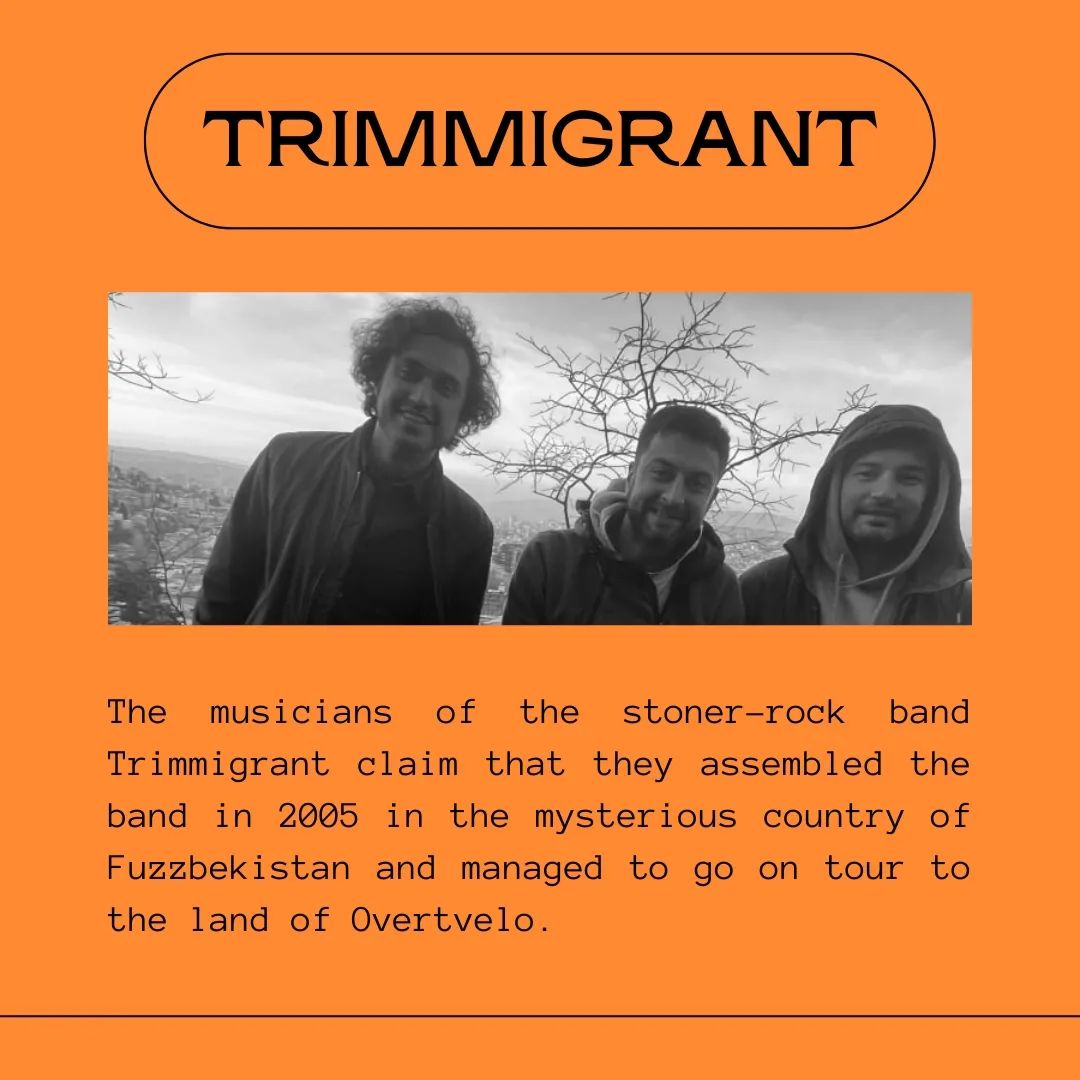 TRIMMIGRANT
The musicians of the stoner-rock band
Trimmigrant claim that they assembled the
band in 2005 in the mysterious country of
Fuzzbekistan and managed to go on tour to
the land of Overtvelo.